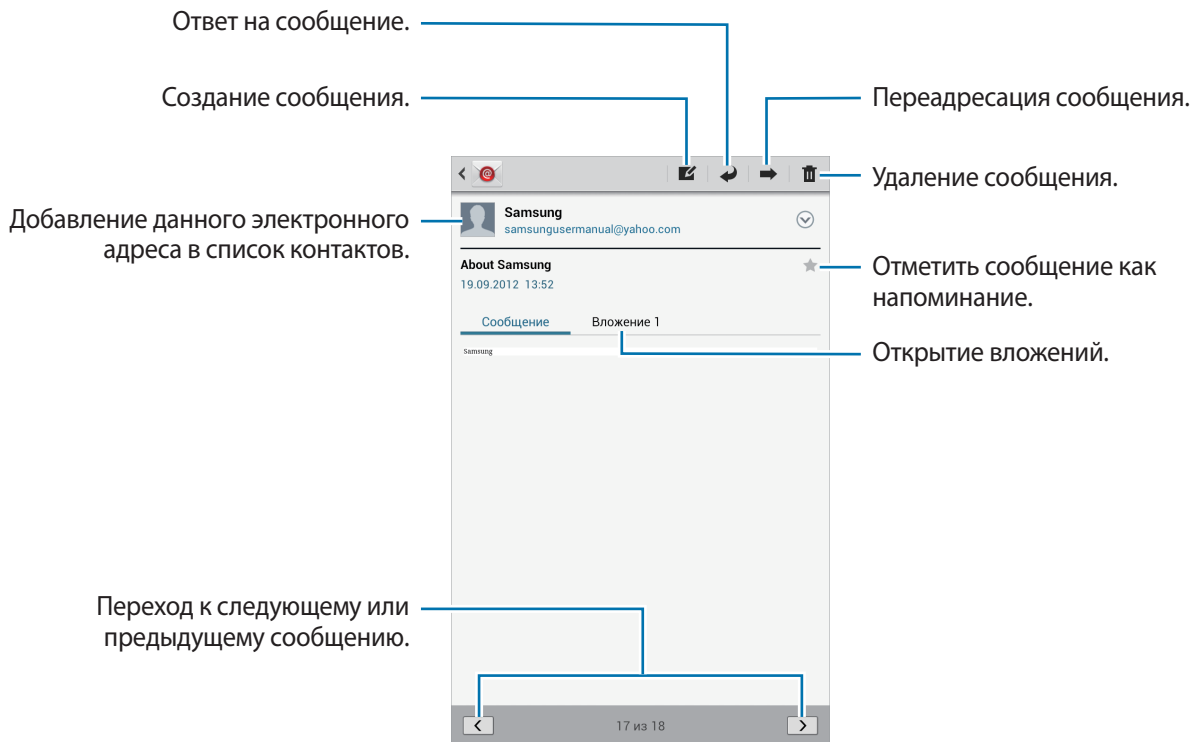 Ответ на сообщение.
Создание сообщения.
Переадресация сообщения.
Удаление сообщения.
Добавление данного электронного
адреса в список контактов.
Samsung
samsungusermanual@yahoo.com
About Samsung
19.09.2012 13:52
Отметить сообщение как
напоминание.
Сообщение
Вложение 1
Открытие вложений.
Samsung
Переход к следующему или
предыдущему сообщению.
17 из 18